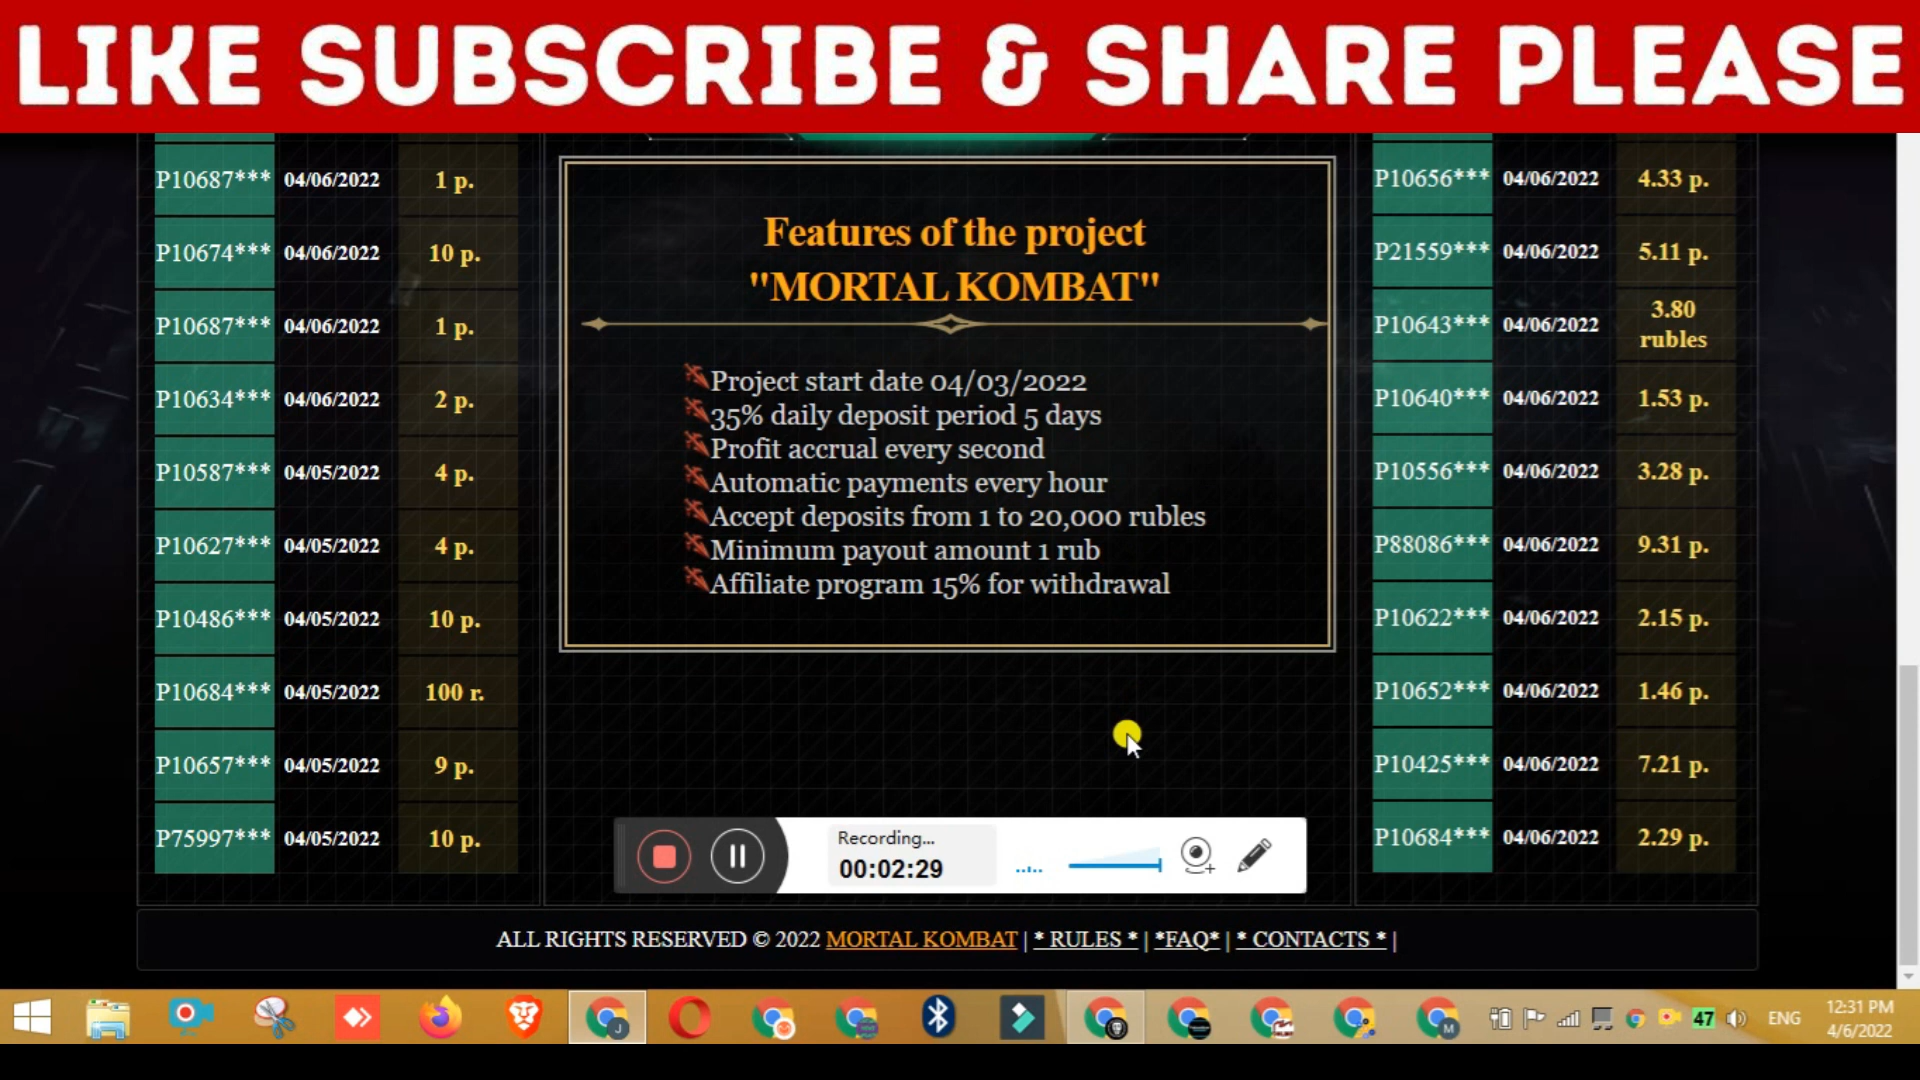 LIKE SUBSCRIBE & SHARE PLEASE
P10687*** 04/06/2022 1 p.
P10674*** 04/06/2022 10 p.
P10687*** 04/06/2022 1 p.
P10634*** 04/06/2022 2 p.
P10587*** 04/05/2022 4 p.
P10627*** 04/05/2022 4 p.
P10486*** 04/05/2022 10 p.
P10684*** 04/05/2022 100 r.
P10657*** 04/05/2022 9 p.
P75997*** 04/05/2022 10 p.
Features of the project
"MORTAL KOMBAT"
Project start date 04/03/2022
35% daily deposit period 5 days
Profit accrual every second
Automatic payments every hour
Accept deposits from 1 to 20,000 rubles
Minimum payout amount 1 rub
Affiliate program 15% for withdrawal
P10656*** 04/06/2022 4.33 p.
P21559*** 04/06/2022 5.11 p.
P10643*** 04/06/2022 3.80
rubles
P10640*** 04/06/2022 1.53 p.
P10556*** 04/06/2022 3.28 p.
P88086*** 04/06/2022 9.31 p.
P10622*** 04/06/2022 2.15 p.
P10652*** 04/06/2022 1.46 p.
P10425*** 04/06/2022 7.21 p.
P10684*** 04/06/2022 2.29 p.
Recording...
00:02:29
ALL RIGHTS RESERVED © 2022 MORTAL KOMBAT | * RULES * | *FAQ* | * CONTACTS * |
J
M
47
ENG
12:31 PM
4/6/2022